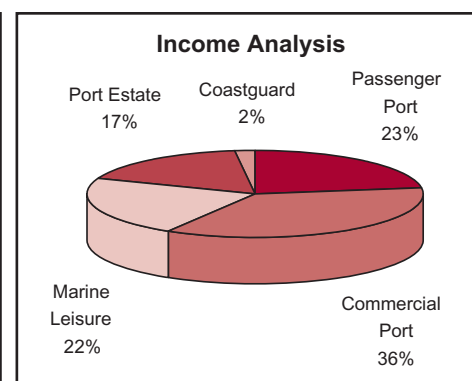 Income Analysis
Port Estate
17%
Coastguard
2%
Passenger
Port
23%
Marine
Leisure
22%
Commercial
Port
36%